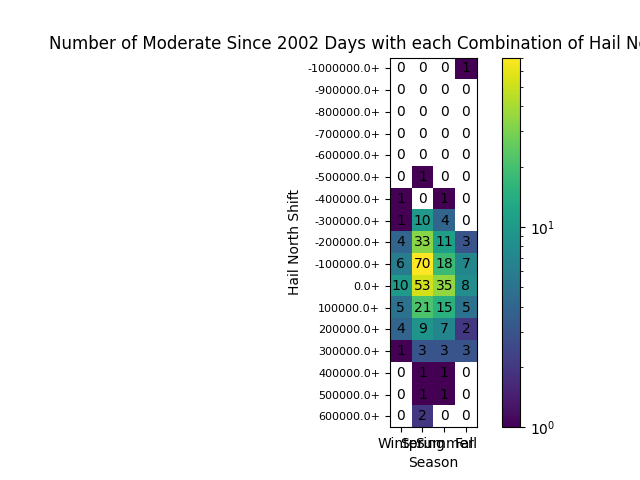 Number of Moderate Since 2002 Days with each Combination of Hail N
-1000000.0+ 0 0 0 1
-900000.0+ 0 0 0 0
-800000.0+ 0 0 0 0
-700000.0+ 0 0 0 0
-600000.0+ 0 0 0 0
-500000.0+ 0 1 0 0
-400000.0+ 1 0 1 0
-300000.0+ 1 10 4 0
-200000.0+ 4 33 11 3
-100000.0+ 6 70 18 7
0.0+ 10 53 35 8
100000.0+ 5 21 15 5
200000.0+ 4 9 7 2
300000.0+ 1 3 3 3
400000.0+ 0 1 1 0
500000.0+ 0 1 1 0
600000.0+ 0 2 0 0
Winter Spring Summer Fall
Season
Hail North Shift
10¹
10⁰